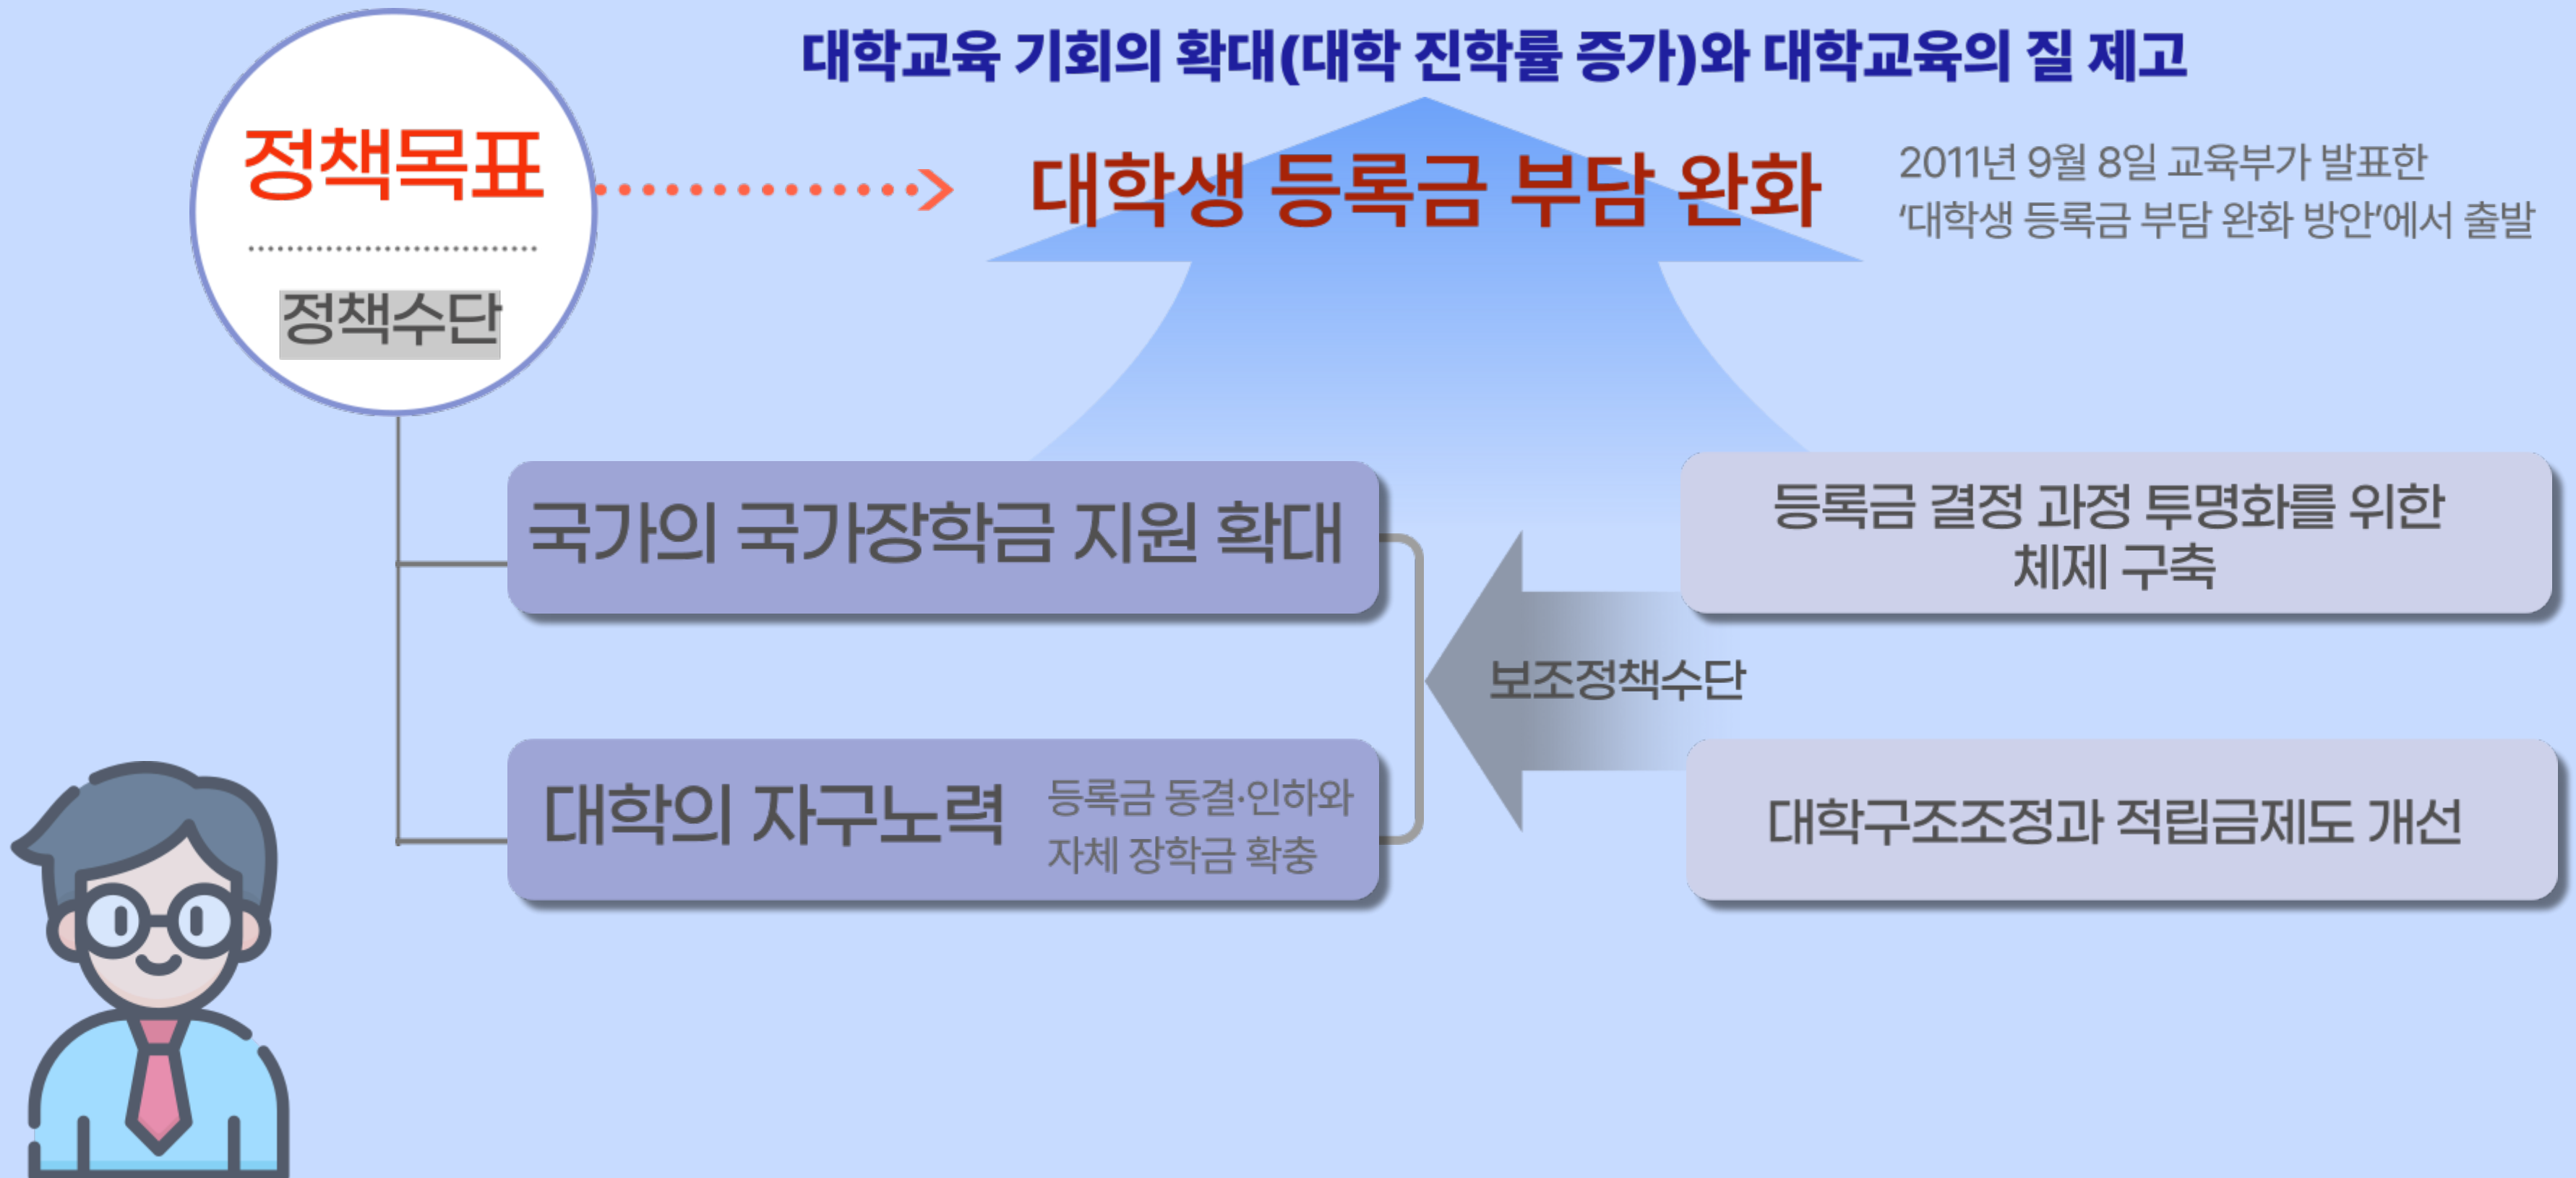 대학교육 기회의 확대(대학 진학률 증가)와 대학교육의 질 제고
정책목표
정책수단
대학생 등록금 부담 완화
2011년 9월 8일 교육부가 발표한
‘대학생 등록금 부담 완화 방안’에서 출발
국가의 국가장학금 지원 확대
대학의 자구노력
등록금 동결·인하와
자체 장학금 확충
보조정책수단
등록금 결정 과정 투명화를 위한
체제 구축
대학구조조정과 적립금제도 개선